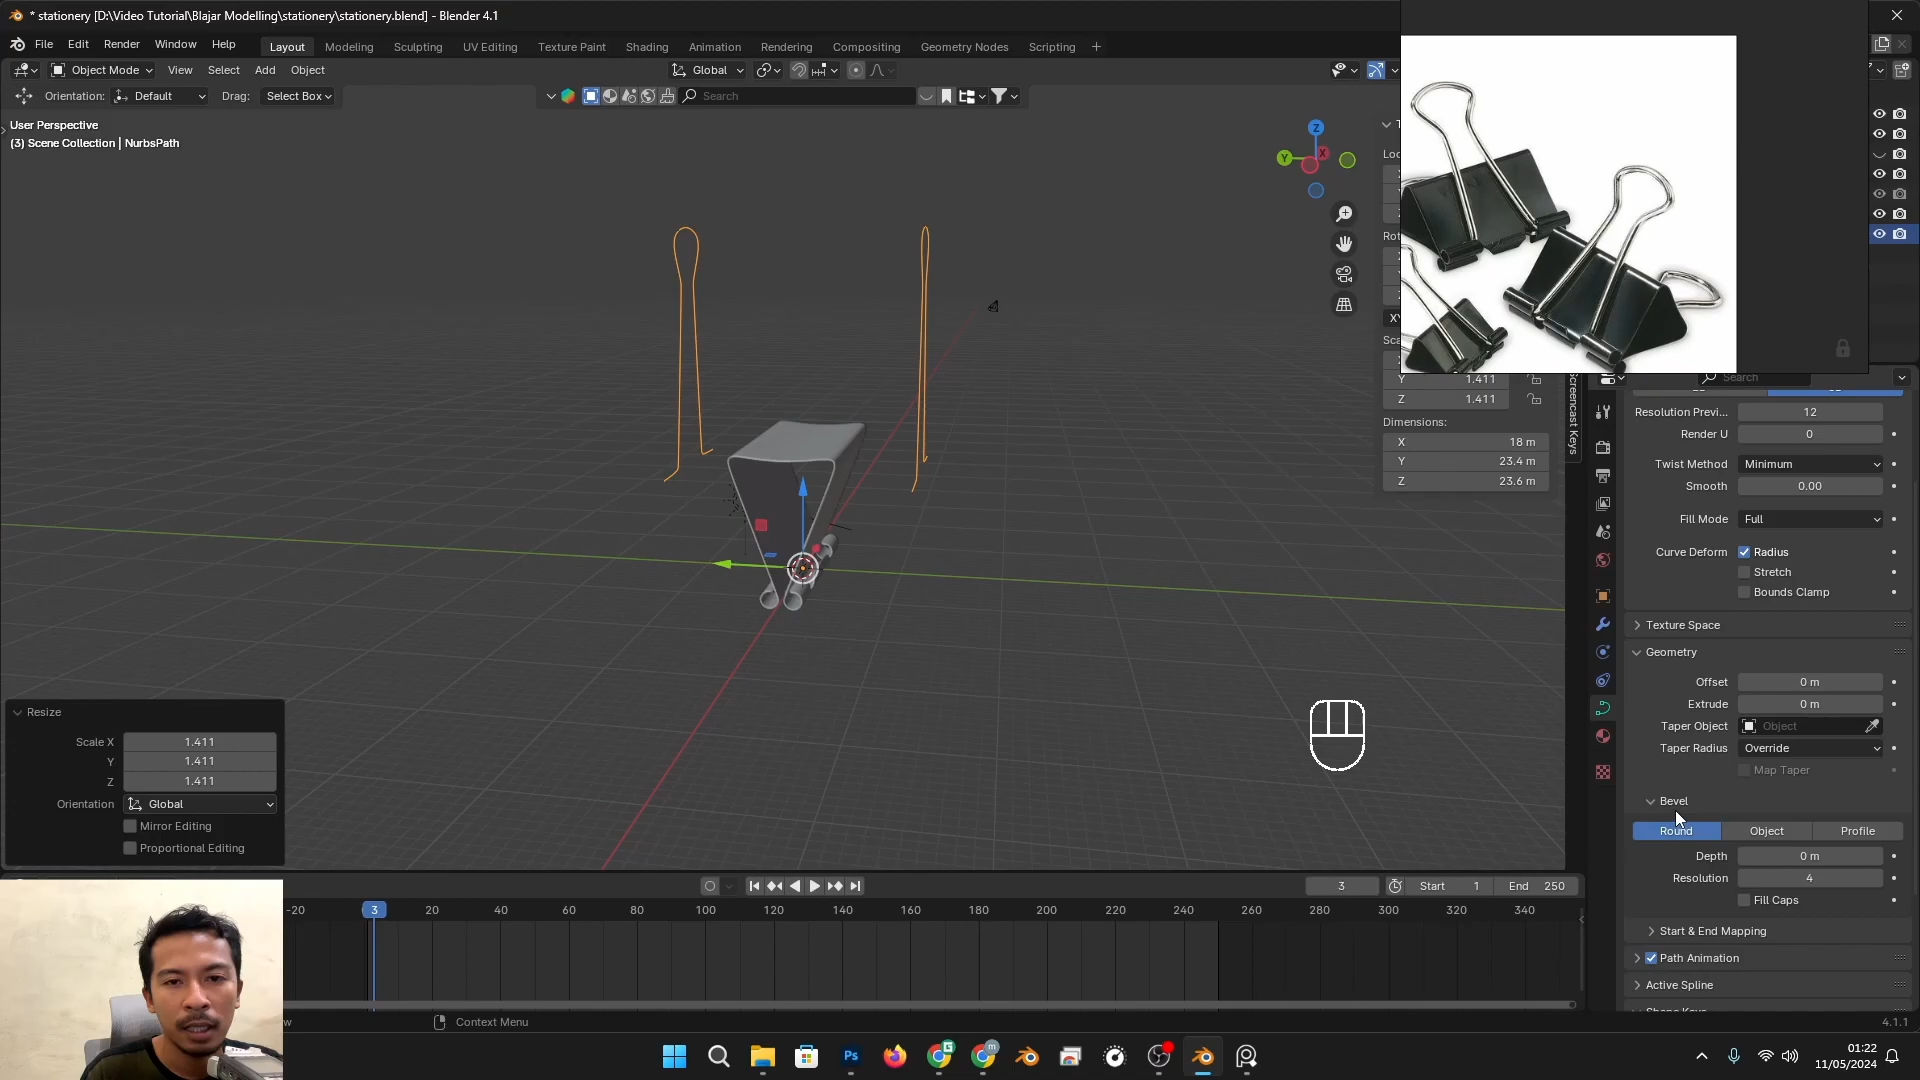 * stationery [D:\Video Tutorial\Blajar Modelling\stationery\stationery.blend] - Blender 4.1
File Edit Render Window Help
Layout Modeling Sculpting UV Editing Texture Paint Shading Animation Rendering Compositing Geometry Nodes Scripting +
Object Mode View Select Add Object Global
Orientation: Default Drag: Select Box Search
User Perspective
(3) Scene Collection | NurbsPath
Z
Y
X
Y 1.411
Z 1.411
Dimensions:
X 18 m
Y 23.4 m
Z 23.6 m
Screencast Keys
Search
Resolution Previ... 12
Render U 0
Twist Method Minimum
Smooth 0.00
Fill Mode Full
Curve Deform Radius
Stretch
Bounds Clamp
Texture Space
Geometry
Offset 0 m
Extrude 0 m
Taper Object Object
Taper Radius Override
Map Taper
Bevel
Round Object Profile
Depth 0 m
Resolution 4
Fill Caps
Start & End Mapping
Path Animation
Active Spline
Resize
Scale X 1.411
Y 1.411
Z 1.411
Orientation Global
Mirror Editing
Proportional Editing
3 Start 1 End 250
-20 3 20 40 60 80 100 120 140 160 180 200 220 240 260 280 300 320 340
Context Menu
4.1.1
01:22
11/05/2024